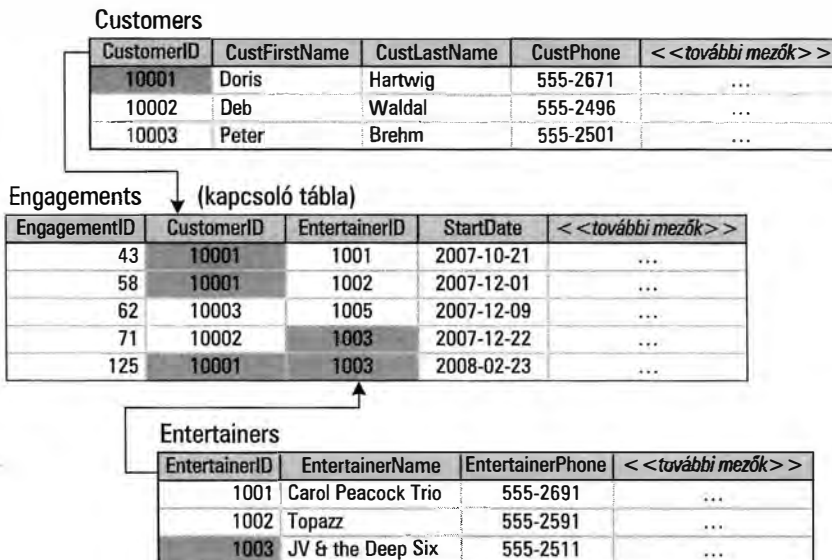 Customers
CustomerID CustFirstName CustLastName CustPhone <<további mezők>>
10001 Doris Hartwig 555-2671 ...
10002 Deb Waldal 555-2496 ...
10003 Peter Brehm 555-2501 ...
Engagements (kapcsoló tábla)
EngagementID CustomerID EntertainerID StartDate <<további mezők>>
43 10001 1001 2007-10-21 ...
58 10001 1002 2007-12-01 ...
62 10003 1005 2007-12-09 ...
71 10002 1003 2007-12-22 ...
125 10001 1003 2008-02-23 ...
Entertainers
EntertainerID EntertainerName EntertainerPhone <<további mezők>>
1001 Carol Peacock Trio 555-2691 ...
1002 Topazz 555-2591 ...
1003 JV & the Deep Six 555-2511 ...